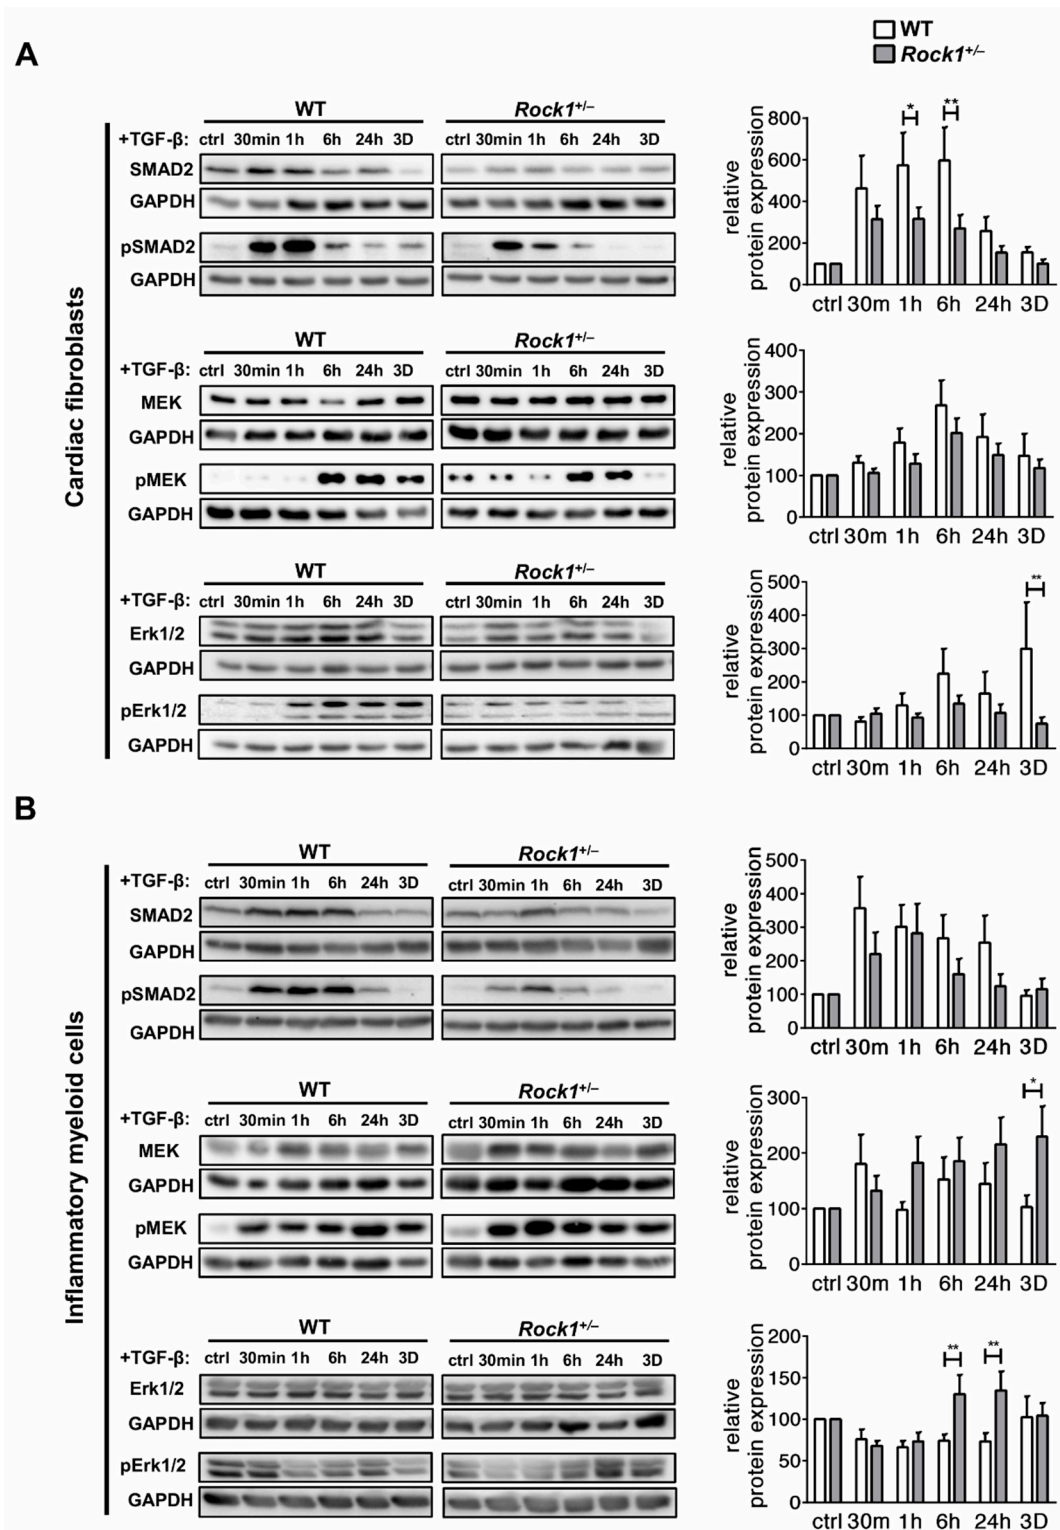 WT
Rock1+/–
A
WT Rock1+/–
+TGF-β: ctrl 30min 1h 6h 24h 3D ctrl 30min 1h 6h 24h 3D
SMAD2
GAPDH
pSMAD2
GAPDH
relative
protein expression
800
600
400
200
0
* **
ctrl 30m 1h 6h 24h 3D
Cardiac fibroblasts
WT Rock1+/–
+TGF-β: ctrl 30min 1h 6h 24h 3D ctrl 30min 1h 6h 24h 3D
MEK
GAPDH
pMEK
GAPDH
relative
protein expression
400
300
200
100
0
ctrl 30m 1h 6h 24h 3D
WT Rock1+/–
+TGF-β: ctrl 30min 1h 6h 24h 3D ctrl 30min 1h 6h 24h 3D
Erk1/2
GAPDH
pErk1/2
GAPDH
relative
protein expression
500
400
300
200
100
0
**
ctrl 30m 1h 6h 24h 3D
B
WT Rock1+/–
+TGF-β: ctrl 30min 1h 6h 24h 3D ctrl 30min 1h 6h 24h 3D
SMAD2
GAPDH
pSMAD2
GAPDH
relative
protein expression
500
400
300
200
100
0
ctrl 30m 1h 6h 24h 3D
Inflammatory myeloid cells
WT Rock1+/–
+TGF-β: ctrl 30min 1h 6h 24h 3D ctrl 30min 1h 6h 24h 3D
MEK
GAPDH
pMEK
GAPDH
relative
protein expression
300
200
100
0
*
ctrl 30m 1h 6h 24h 3D
WT Rock1+/–
+TGF-β: ctrl 30min 1h 6h 24h 3D ctrl 30min 1h 6h 24h 3D
Erk1/2
GAPDH
pErk1/2
GAPDH
relative
protein expression
200
150
100
50
0
** **
ctrl 30m 1h 6h 24h 3D